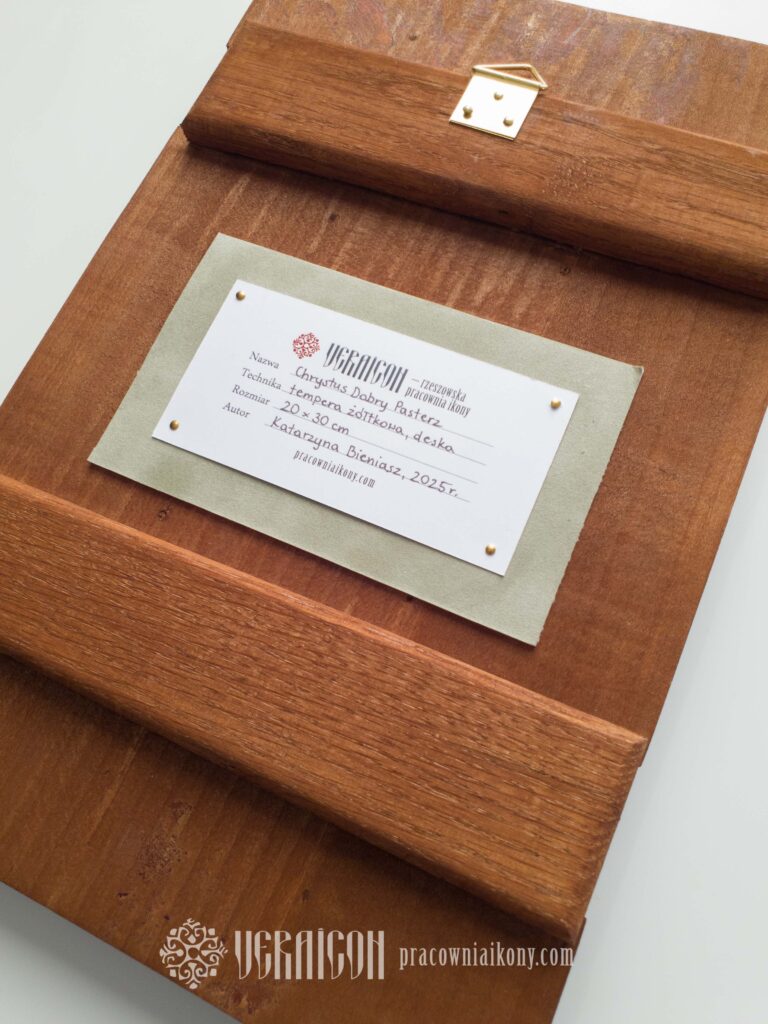 VERAICON — rzeszowska
pracownia ikony
Nazwa Chrystus Dobry Pasterz
Technika tempera żółtkowa, deska
Rozmiar 20 x 30 cm
Autor Katarzyna Bieniasz, 2025 r.
pracowniaikony.com
VERAICON pracowniaikony.com